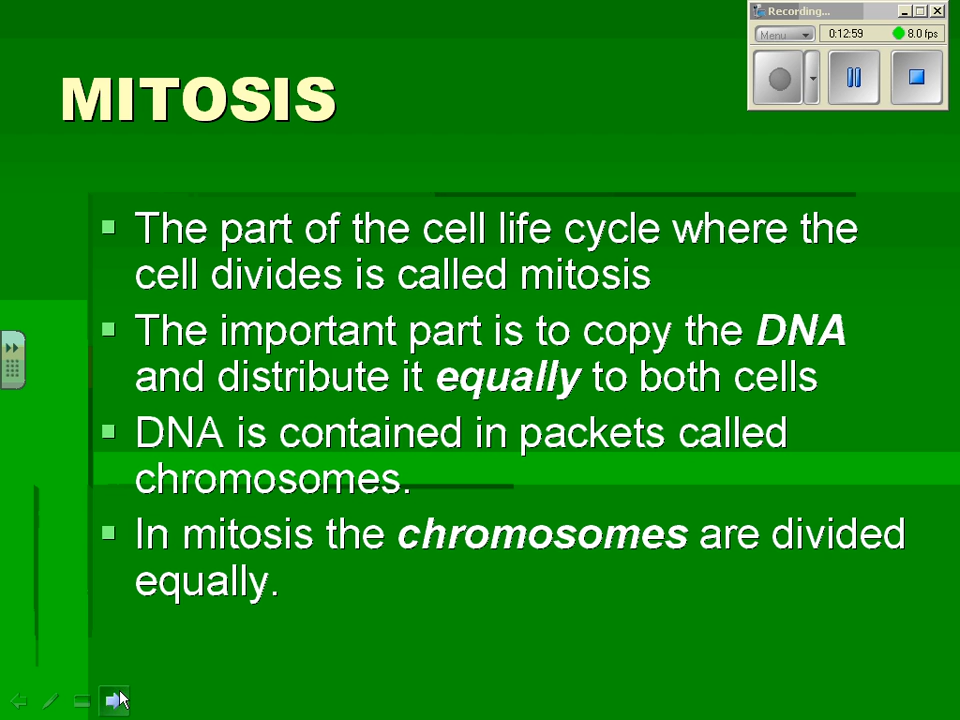 Recording...
Menu
0:12:59
8.0 fps
MITOSIS
The part of the cell life cycle where the
cell divides is called mitosis
The important part is to copy the DNA
and distribute it equally to both cells
DNA is contained in packets called
chromosomes.
In mitosis the chromosomes are divided
equally.